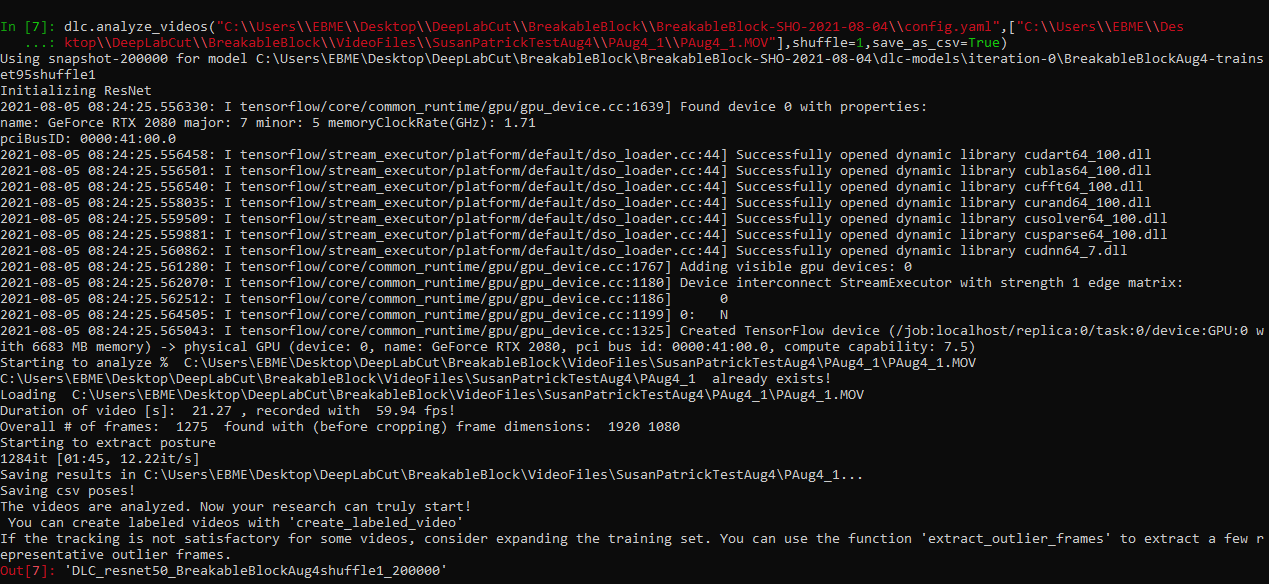 In [7]: dlc.analyze_videos("C:\\Users\\EBME\\Desktop\\DeepLabCut\\BreakableBlock\\BreakableBlock-SHO-2021-08-04\\config.yaml",["C:\\Users\\EBME\\Des
   ...: ktop\\DeepLabCut\\BreakableBlock\\VideoFiles\\SusanPatrickTestAug4\\PAug4_1\\PAug4_1.MOV"],shuffle=1,save_as_csv=True)
Using snapshot-200000 for model C:\Users\EBME\Desktop\DeepLabCut\BreakableBlock\BreakableBlock-SHO-2021-08-04\dlc-models\iteration-0\BreakableBlockAug4-trains
et95shuffle1
Initializing ResNet
2021-08-05 08:24:25.556330: I tensorflow/core/common_runtime/gpu/gpu_device.cc:1639] Found device 0 with properties:
name: GeForce RTX 2080 major: 7 minor: 5 memoryClockRate(GHz): 1.71
pciBusID: 0000:41:00.0
2021-08-05 08:24:25.556458: I tensorflow/stream_executor/platform/default/dso_loader.cc:44] Successfully opened dynamic library cudart64_100.dll
2021-08-05 08:24:25.556501: I tensorflow/stream_executor/platform/default/dso_loader.cc:44] Successfully opened dynamic library cublas64_100.dll
2021-08-05 08:24:25.556540: I tensorflow/stream_executor/platform/default/dso_loader.cc:44] Successfully opened dynamic library cufft64_100.dll
2021-08-05 08:24:25.558035: I tensorflow/stream_executor/platform/default/dso_loader.cc:44] Successfully opened dynamic library curand64_100.dll
2021-08-05 08:24:25.559509: I tensorflow/stream_executor/platform/default/dso_loader.cc:44] Successfully opened dynamic library cusolver64_100.dll
2021-08-05 08:24:25.559881: I tensorflow/stream_executor/platform/default/dso_loader.cc:44] Successfully opened dynamic library cusparse64_100.dll
2021-08-05 08:24:25.560862: I tensorflow/stream_executor/platform/default/dso_loader.cc:44] Successfully opened dynamic library cudnn64_7.dll
2021-08-05 08:24:25.561280: I tensorflow/core/common_runtime/gpu/gpu_device.cc:1767] Adding visible gpu devices: 0
2021-08-05 08:24:25.562070: I tensorflow/core/common_runtime/gpu/gpu_device.cc:1180] Device interconnect StreamExecutor with strength 1 edge matrix:
2021-08-05 08:24:25.562512: I tensorflow/core/common_runtime/gpu/gpu_device.cc:1186]      0
2021-08-05 08:24:25.564505: I tensorflow/core/common_runtime/gpu/gpu_device.cc:1199] 0:   N
2021-08-05 08:24:25.565043: I tensorflow/core/common_runtime/gpu/gpu_device.cc:1325] Created TensorFlow device (/job:localhost/replica:0/task:0/device:GPU:0 w
ith 6683 MB memory) -> physical GPU (device: 0, name: GeForce RTX 2080, pci bus id: 0000:41:00.0, compute capability: 7.5)
Starting to analyze %  C:\Users\EBME\Desktop\DeepLabCut\BreakableBlock\VideoFiles\SusanPatrickTestAug4\PAug4_1\PAug4_1.MOV
C:\Users\EBME\Desktop\DeepLabCut\BreakableBlock\VideoFiles\SusanPatrickTestAug4\PAug4_1  already exists!
Loading  C:\Users\EBME\Desktop\DeepLabCut\BreakableBlock\VideoFiles\SusanPatrickTestAug4\PAug4_1\PAug4_1.MOV
Duration of video [s]:  21.27 , recorded with  59.94 fps!
Overall # of frames:  1275  found with (before cropping) frame dimensions:  1920 1080
Starting to extract posture
1284it [01:45, 12.22it/s]
Saving results in C:\Users\EBME\Desktop\DeepLabCut\BreakableBlock\VideoFiles\SusanPatrickTestAug4\PAug4_1...
Saving csv poses!
The videos are analyzed. Now your research can truly start!
 You can create labeled videos with 'create_labeled_video'
If the tracking is not satisfactory for some videos, consider expanding the training set. You can use the function 'extract_outlier_frames' to extract a few r
epresentative outlier frames.
Out[7]: 'DLC_resnet50_BreakableBlockAug4shuffle1_200000'